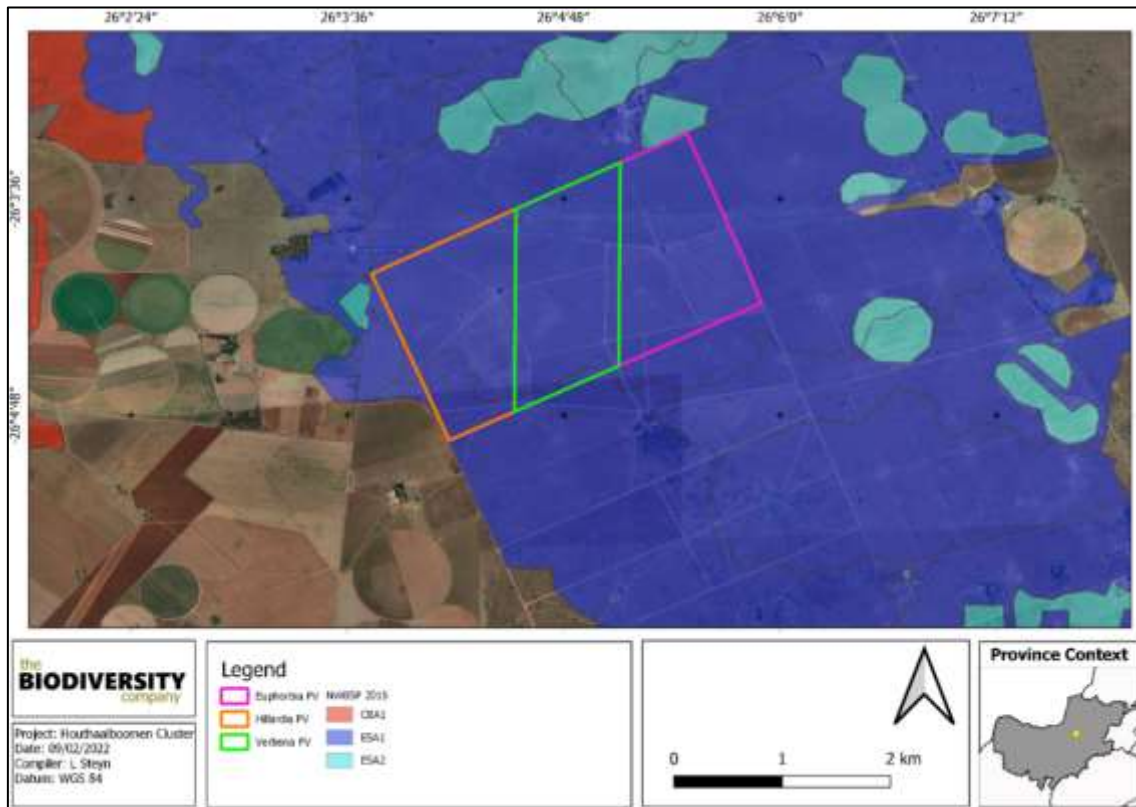 26°2'24" 26°3'36" 26°4'48" 26°6'0" 26°7'12"
-26°3'36"
-26°4'48"
the
BIODIVERSITY
company
Project: Houthaalboomen Cluster
Date: 09/02/2022
Compiler: L Steyn
Datum: WGS 84
Legend
Euphorbia PV
Hillardia PV
Verbena PV
NWBSP 2015
CBA1
ESA1
ESA2
0 1 2 km
Province Context